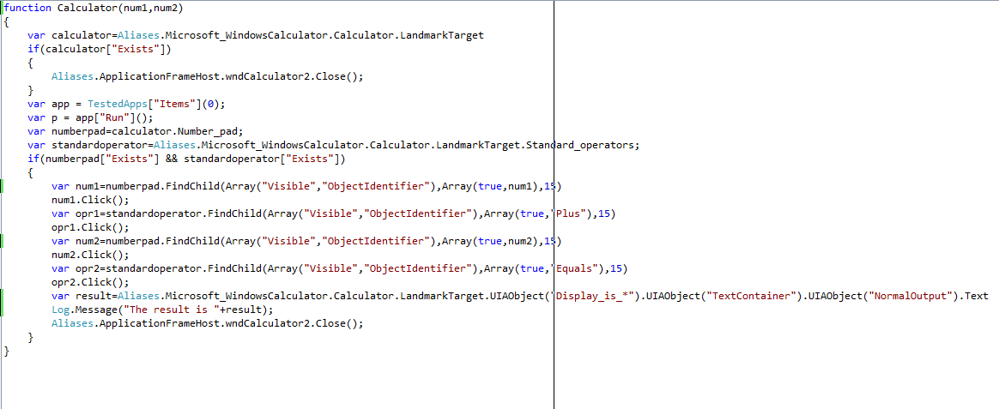 function Calculator(num1,num2)
{
var calculator=Aliases.Microsoft_WindowsCalculator.Calculator.LandmarkTarget
if(calculator["Exists"])
{
Aliases.ApplicationFrameHost.wndCalculator2.Close();
}
var app = TestedApps["Items"](0);
var p = app["Run"]();
var numberpad=calculator.Number_pad;
var standardoperator=Aliases.Microsoft_WindowsCalculator.Calculator.LandmarkTarget.Standard_operators;
if(numberpad["Exists"] && standardoperator["Exists"])
{
var num1=numberpad.FindChild(Array("Visible","ObjectIdentifier"),Array(true,num1),15)
num1.Click();
var opr1=standardoperator.FindChild(Array("Visible","ObjectIdentifier"),Array(true,"Plus"),15)
opr1.Click();
var num2=numberpad.FindChild(Array("Visible","ObjectIdentifier"),Array(true,num2),15)
num2.Click();
var opr2=standardoperator.FindChild(Array("Visible","ObjectIdentifier"),Array(true,"Equals"),15)
opr2.Click();
var result=Aliases.Microsoft_WindowsCalculator.Calculator.LandmarkTarget.UIAObject("Display_is_*").UIAObject("TextContainer").UIAObject("NormalOutput").Text
Log.Message("The result is "+result);
Aliases.ApplicationFrameHost.wndCalculator2.Close();
}
}